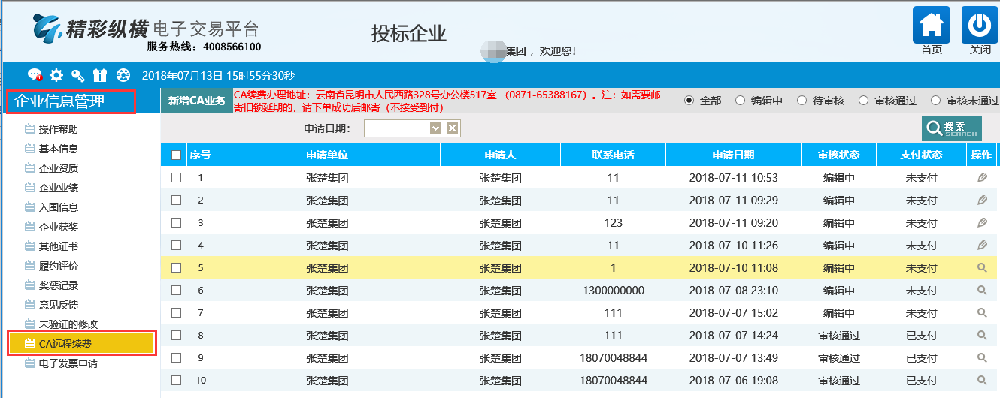 精彩纵横 电子交易平台
服务热线：4008566100
投标企业
集团 ，欢迎您！
首页
关闭
2018年07月13日 15时55分30秒
企业信息管理
操作帮助
基本信息
企业资质
企业业绩
入围信息
企业获奖
其他证书
履约评价
奖惩记录
意见反馈
未验证的修改
CA远程续费
电子发票申请
新增CA业务
CA续费办理地址：云南省昆明市人民西路328号办公楼517室 （0871-65388167）。注：如需要邮
寄旧锁延期的，请下单成功后邮寄（不接受到付）
全部 编辑中 待审核 审核通过 审核未通过
申请日期：
搜索
SEARCH
序号 申请单位 申请人 联系电话 申请日期 审核状态 支付状态 操作
1 张楚集团 张楚集团 11 2018-07-11 10:53 编辑中 未支付
2 张楚集团 张楚集团 11 2018-07-11 09:29 编辑中 未支付
3 张楚集团 张楚集团 123 2018-07-11 09:20 编辑中 未支付
4 张楚集团 张楚集团 11 2018-07-10 11:26 编辑中 未支付
5 张楚集团 张楚集团 1 2018-07-10 11:08 编辑中 未支付
6 张楚集团 张楚集团 1300000000 2018-07-08 23:10 编辑中 未支付
7 张楚集团 张楚集团 111 2018-07-07 15:02 编辑中 未支付
8 张楚集团 张楚集团 111 2018-07-07 14:24 审核通过 已支付
9 张楚集团 张楚集团 18070048844 2018-07-07 13:49 审核通过 已支付
10 张楚集团 张楚集团 18070048844 2018-07-06 19:08 审核通过 已支付